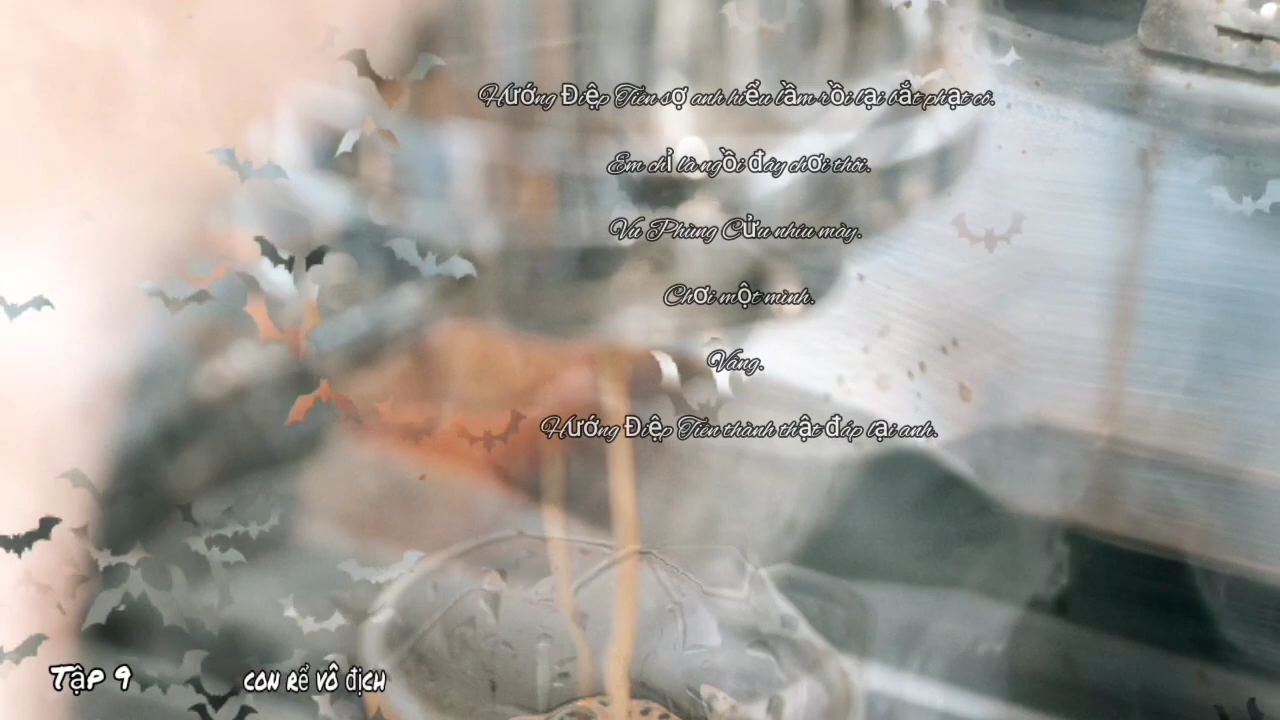 Hướng Điệp Tiên sợ anh hiểu lầm rồi lại bắt phạt cô.
Em chỉ là ngồi đây chơi thôi.
Vu Phùng Cửu nhíu mày.
Chơi một mình.
Vâng.
Hướng Điệp Tiên thành thật đáp lại anh.
Tập 9 CON RỂ VÔ ĐỊCH